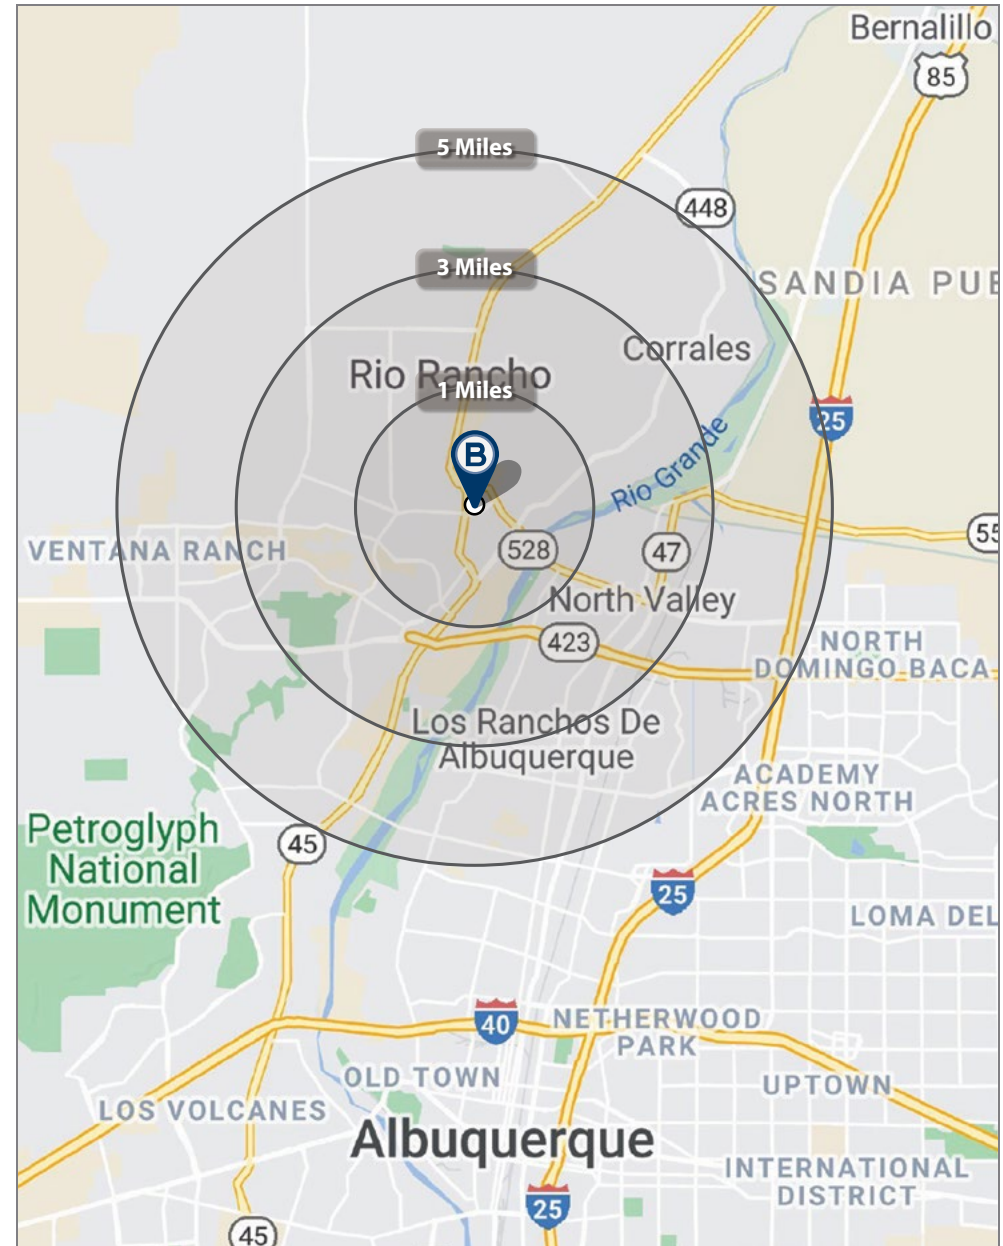 Bernalillo
85
5 Miles
448
3 Miles
SANDIA PUE
Corrales
Rio Rancho
1 Miles
25
B
Rio Grande
VENTANA RANCH
528
47
55
North Valley
423
NORTH
DOMINGO BACA
Los Ranchos De
Albuquerque
ACADEMY
ACRES NORTH
Petroglyph
National
Monument
45
25
LOMA DEL
40
NETHERWOOD
PARK
OLD TOWN
UPTOWN
LOS VOLCANES
Albuquerque
INTERNATIONAL
DISTRICT
25
45